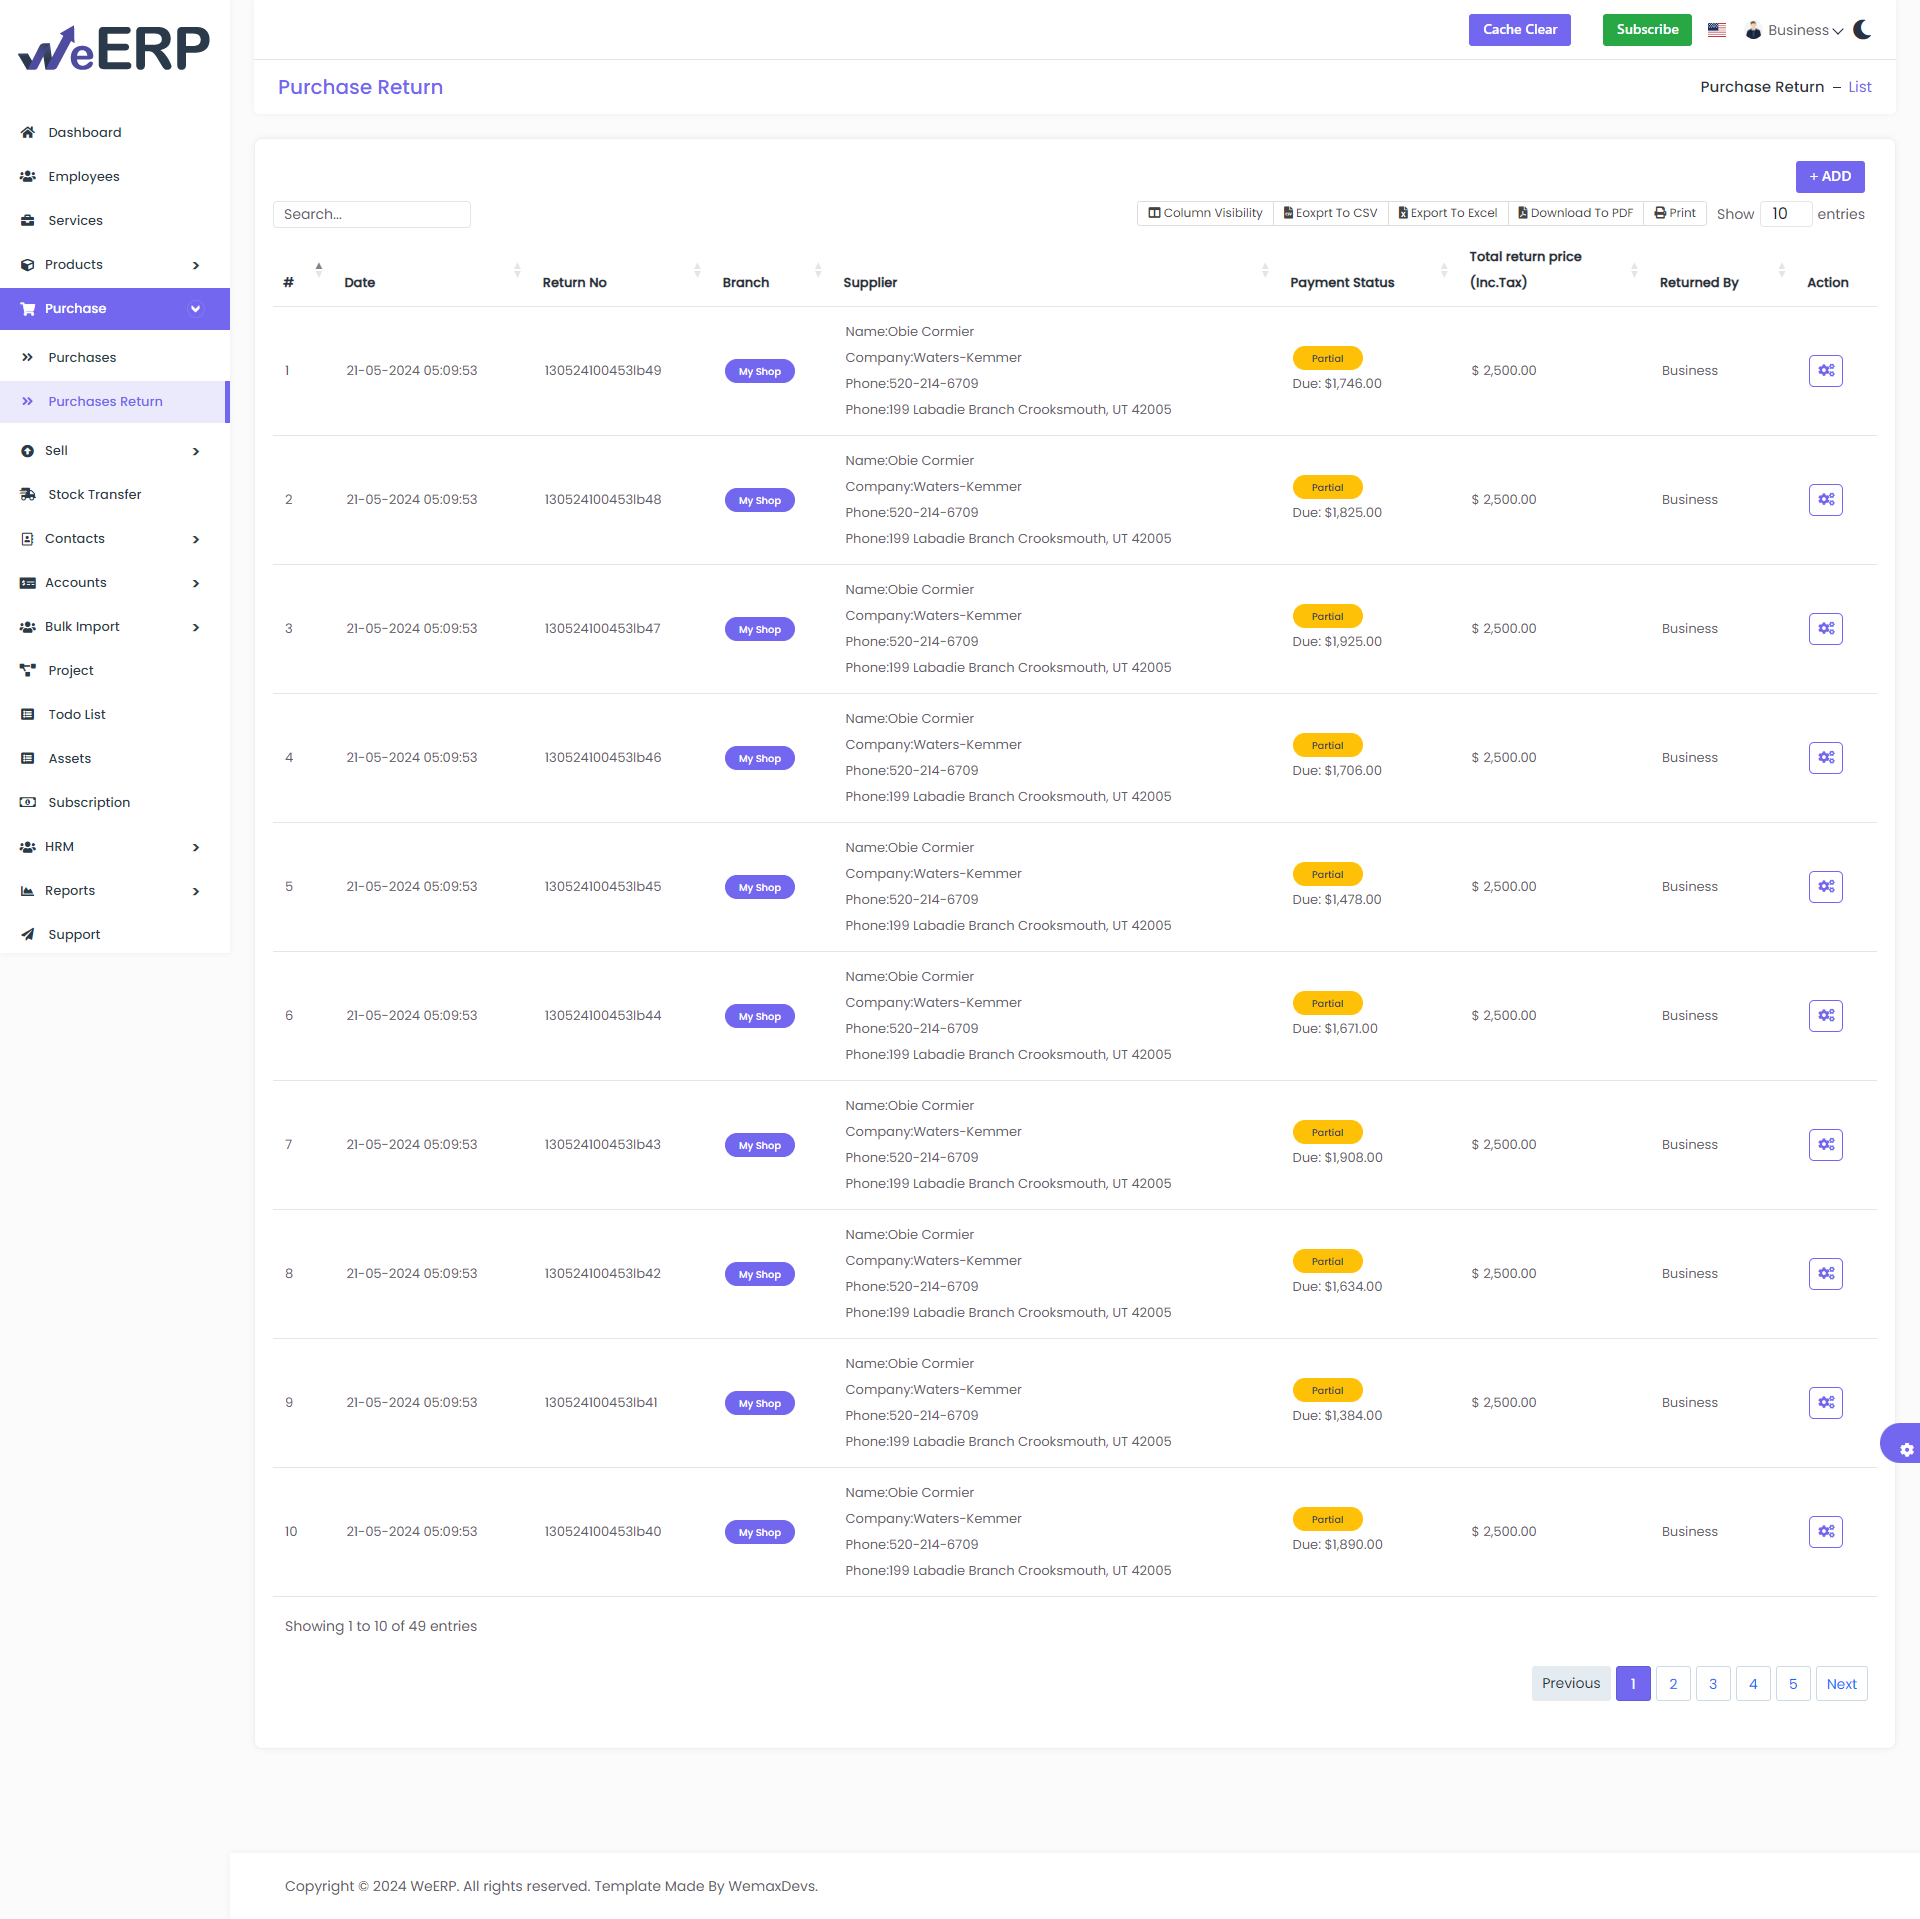 weERP
Cache Clear
Subscribe
Business
Purchase Return
Purchase Return – List
Dashboard
Employees
Services
Products
Purchase
Purchases
Purchases Return
Sell
Stock Transfer
Contacts
Accounts
Bulk Import
Project
Todo List
Assets
Subscription
HRM
Reports
Support
+ ADD
Search...
Column Visibility
Eoxprt To CSV
Export To Excel
Download To PDF
Print
Show 10 entries
# Date Return No Branch Supplier Payment Status Total return price (Inc.Tax) Returned By Action
Name:Obie Cormier
Company:Waters-Kemmer
1 21-05-2024 05:09:53 130524100453lb49 My Shop Partial $ 2,500.00 Business
Phone:520-214-6709 Due: $1,746.00
Phone:199 Labadie Branch Crooksmouth, UT 42005
Name:Obie Cormier
Company:Waters-Kemmer
2 21-05-2024 05:09:53 130524100453lb48 My Shop Partial $ 2,500.00 Business
Phone:520-214-6709 Due: $1,825.00
Phone:199 Labadie Branch Crooksmouth, UT 42005
Name:Obie Cormier
Company:Waters-Kemmer
3 21-05-2024 05:09:53 130524100453lb47 My Shop Partial $ 2,500.00 Business
Phone:520-214-6709 Due: $1,925.00
Phone:199 Labadie Branch Crooksmouth, UT 42005
Name:Obie Cormier
Company:Waters-Kemmer
4 21-05-2024 05:09:53 130524100453lb46 My Shop Partial $ 2,500.00 Business
Phone:520-214-6709 Due: $1,706.00
Phone:199 Labadie Branch Crooksmouth, UT 42005
Name:Obie Cormier
Company:Waters-Kemmer
5 21-05-2024 05:09:53 130524100453lb45 My Shop Partial $ 2,500.00 Business
Phone:520-214-6709 Due: $1,478.00
Phone:199 Labadie Branch Crooksmouth, UT 42005
Name:Obie Cormier
Company:Waters-Kemmer
6 21-05-2024 05:09:53 130524100453lb44 My Shop Partial $ 2,500.00 Business
Phone:520-214-6709 Due: $1,671.00
Phone:199 Labadie Branch Crooksmouth, UT 42005
Name:Obie Cormier
Company:Waters-Kemmer
7 21-05-2024 05:09:53 130524100453lb43 My Shop Partial $ 2,500.00 Business
Phone:520-214-6709 Due: $1,908.00
Phone:199 Labadie Branch Crooksmouth, UT 42005
Name:Obie Cormier
Company:Waters-Kemmer
8 21-05-2024 05:09:53 130524100453lb42 My Shop Partial $ 2,500.00 Business
Phone:520-214-6709 Due: $1,634.00
Phone:199 Labadie Branch Crooksmouth, UT 42005
Name:Obie Cormier
Company:Waters-Kemmer
9 21-05-2024 05:09:53 130524100453lb41 My Shop Partial $ 2,500.00 Business
Phone:520-214-6709 Due: $1,384.00
Phone:199 Labadie Branch Crooksmouth, UT 42005
Name:Obie Cormier
Company:Waters-Kemmer
10 21-05-2024 05:09:53 130524100453lb40 My Shop Partial $ 2,500.00 Business
Phone:520-214-6709 Due: $1,890.00
Phone:199 Labadie Branch Crooksmouth, UT 42005
Showing 1 to 10 of 49 entries
Previous 1 2 3 4 5 Next
Copyright © 2024 WeERP. All rights reserved. Template Made By WemaxDevs.